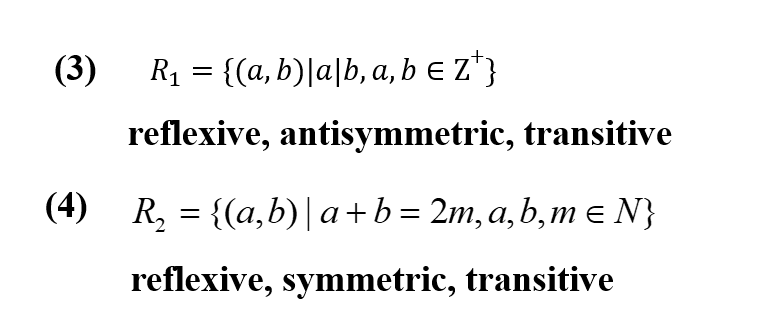 (3) R₁ = {(a, b)|a|b, a, b ∈ Z⁺}
reflexive, antisymmetric, transitive
(4) R₂ = {(a,b) | a + b = 2m, a, b, m ∈ N}
reflexive, symmetric, transitive